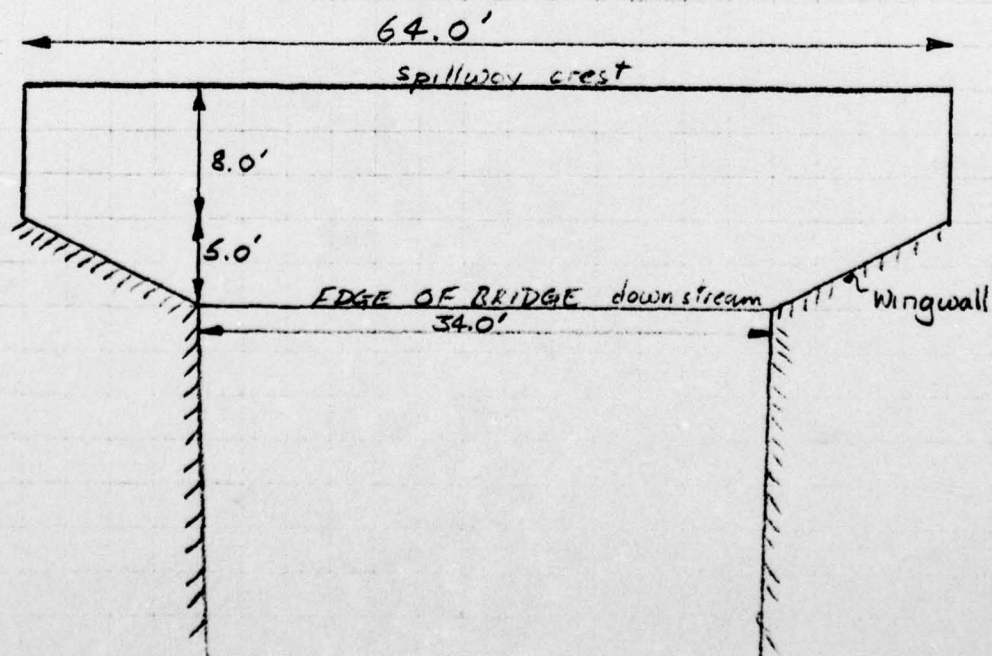 64.0'
spillway crest
8.0'
5.0'
EDGE OF BRIDGE downstream
34.0'
Wingwall